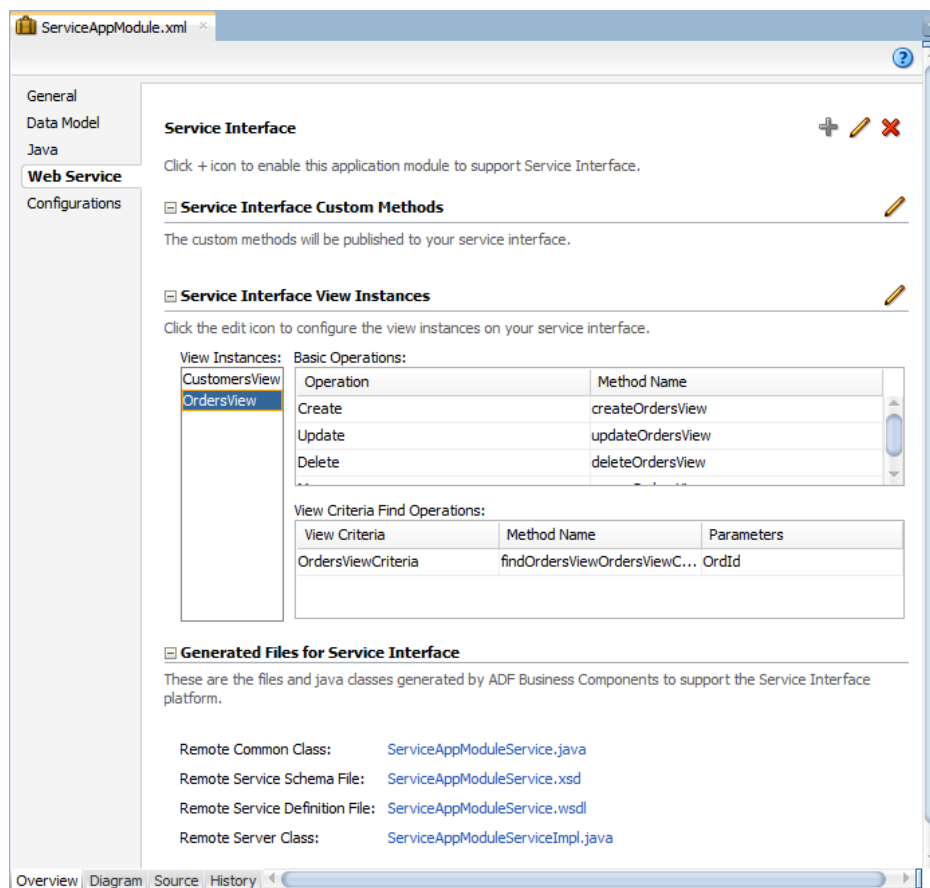 ServiceAppModule.xml
General
Data Model
Java
Web Service
Configurations
Service Interface
Click + icon to enable this application module to support Service Interface.
Service Interface Custom Methods
The custom methods will be published to your service interface.
Service Interface View Instances
Click the edit icon to configure the view instances on your service interface.
View Instances: Basic Operations:
CustomersView
OrdersView
Operation Method Name
Create createOrdersView
Update updateOrdersView
Delete deleteOrdersView
View Criteria Find Operations:
View Criteria Method Name Parameters
OrdersViewCriteria findOrdersViewOrdersViewC... OrdId
Generated Files for Service Interface
These are the files and java classes generated by ADF Business Components to support the Service Interface
platform.
Remote Common Class: ServiceAppModuleService.java
Remote Service Schema File: ServiceAppModuleService.xsd
Remote Service Definition File: ServiceAppModuleService.wsdl
Remote Server Class: ServiceAppModuleServiceImpl.java
Overview Diagram Source History